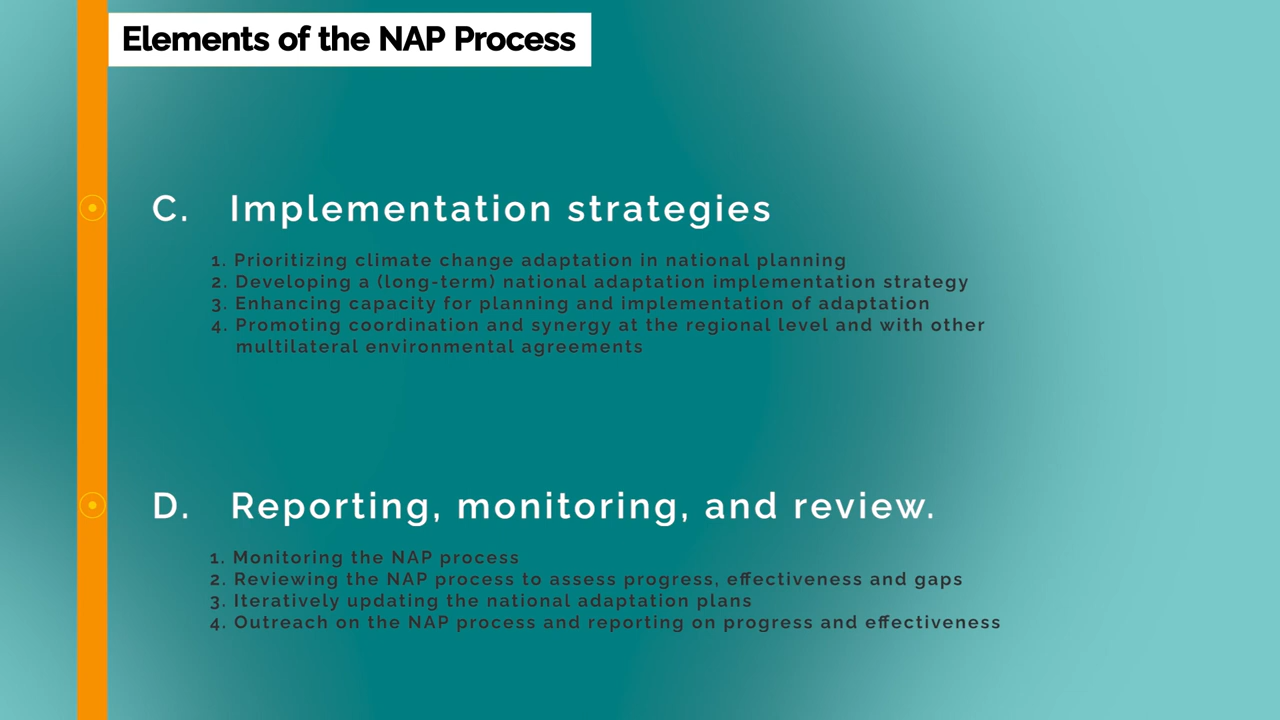 Elements of the NAP Process
C. Implementation strategies
1. Prioritizing climate change adaptation in national planning
2. Developing a (long-term) national adaptation implementation strategy
3. Enhancing capacity for planning and implementation of adaptation
4. Promoting coordination and synergy at the regional level and with other
multilateral environmental agreements
D. Reporting, monitoring, and review.
1. Monitoring the NAP process
2. Reviewing the NAP process to assess progress, effectiveness and gaps
3. Iteratively updating the national adaptation plans
4. Outreach on the NAP process and reporting on progress and effectiveness